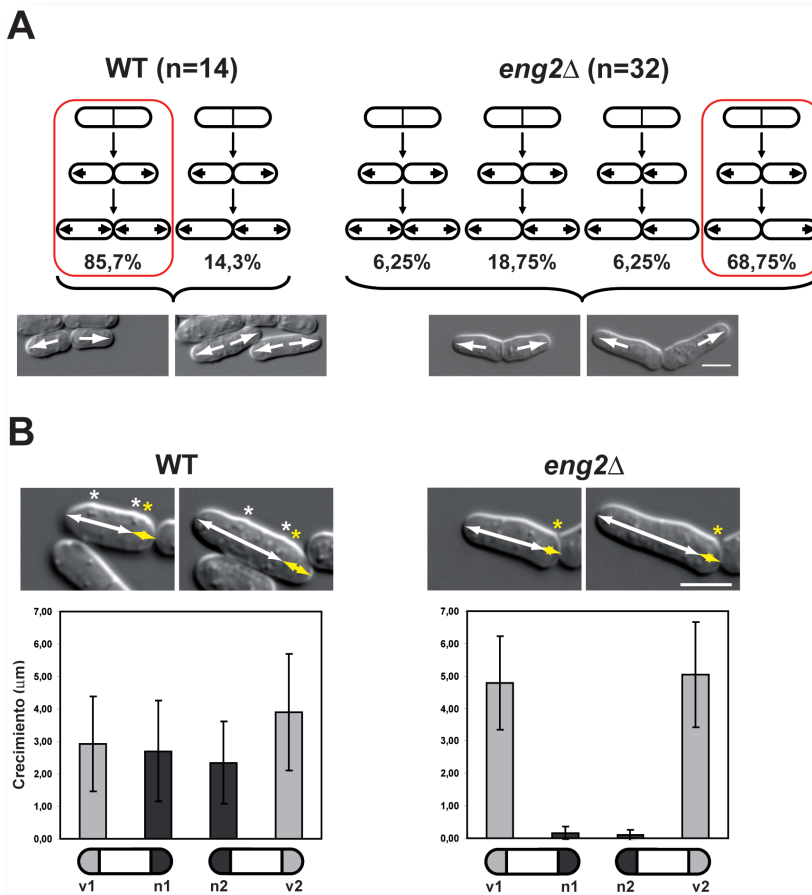 A
WT (n=14)
eng2Δ (n=32)
85,7%
14,3%
6,25%
18,75%
6,25%
68,75%
B
WT
eng2Δ
* * *
* * *
*
*
Crecimiento (µm)
7,00
6,00
5,00
4,00
3,00
2,00
1,00
0,00
v1 n1 n2 v2
7,00
6,00
5,00
4,00
3,00
2,00
1,00
0,00
v1 n1 n2 v2